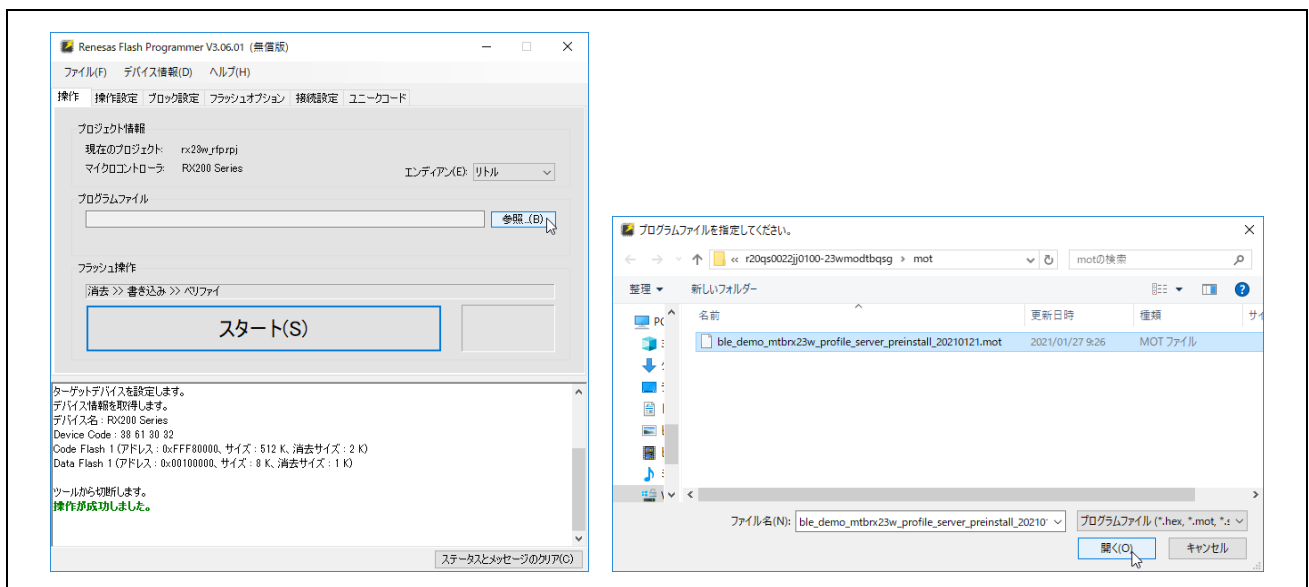 Renesas Flash Programmer V3.06.01 (無償版)
ファイル(F) デバイス情報(D) ヘルプ(H)
操作 操作設定 ブロック設定 フラッシュオプション 接続設定 ユニークコード
プロジェクト情報
現在のプロジェクト: rx23w_rfp.rpj
マイクロコントローラ: RX200 Series
エンディアン(E): リトル
プログラムファイル
参照...(B)
フラッシュ操作
消去 >> 書き込み >> ベリファイ
スタート(S)
ターゲットデバイスを設定します。
デバイス情報を取得します。
デバイス名 : RX200 Series
Device Code : 38 61 30 32
Code Flash 1 (アドレス : 0xFFF80000、サイズ : 512 K、消去サイズ : 2 K)
Data Flash 1 (アドレス : 0x00100000、サイズ : 8 K、消去サイズ : 1 K)
ツールから切断します。
操作が成功しました。
ステータスとメッセージのクリア(C)
プログラムファイルを指定してください。
« r20qs0022jj0100-23wmodtbqsg › mot
motの検索
整理 新しいフォルダー
名前 更新日時 種類 サイ
PC
ble_demo_mtbrx23w_profile_server_preinstall_20210121.mot 2021/01/27 9:26 MOT ファイル
ファイル名(N): ble_demo_mtbrx23w_profile_server_preinstall_20210 プログラムファイル (*.hex, *.mot, *.s
開く(O) キャンセル